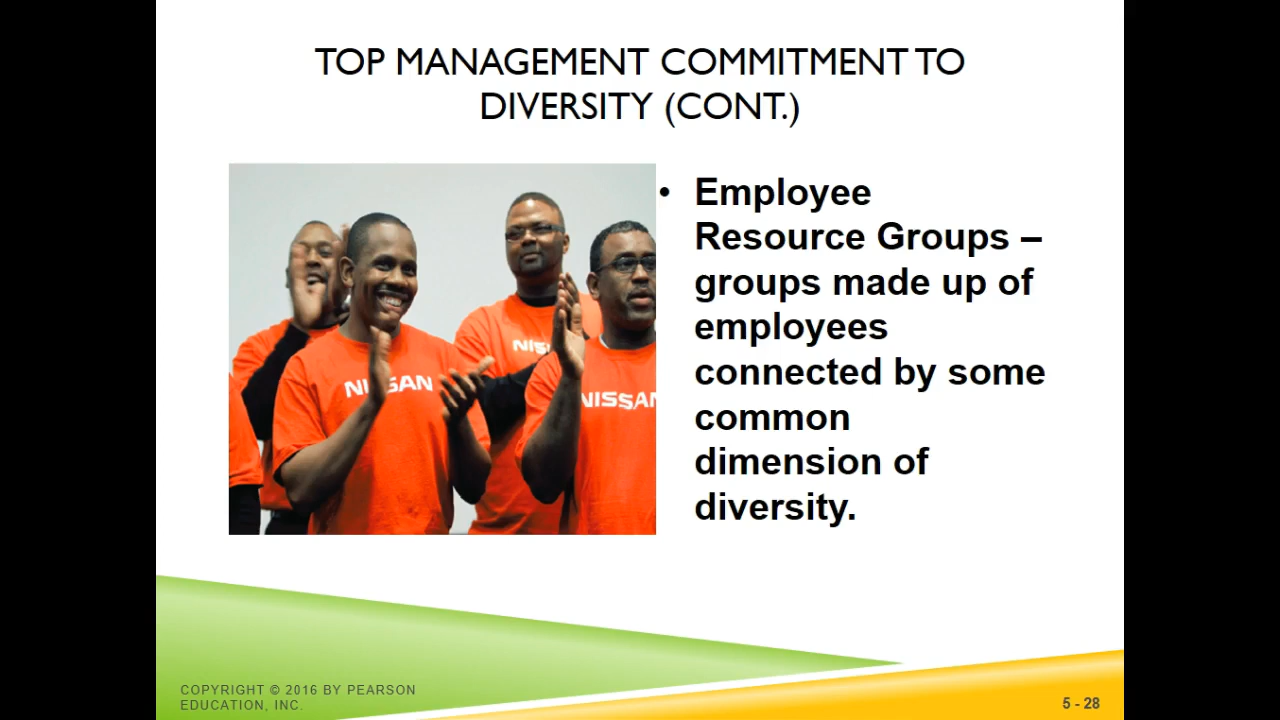 TOP MANAGEMENT COMMITMENT TO
DIVERSITY (CONT.)
• Employee
Resource Groups –
groups made up of
employees
connected by some
common
dimension of
diversity.
NISSAN
NISSAN
COPYRIGHT © 2016 BY PEARSON
EDUCATION, INC.
5 - 28